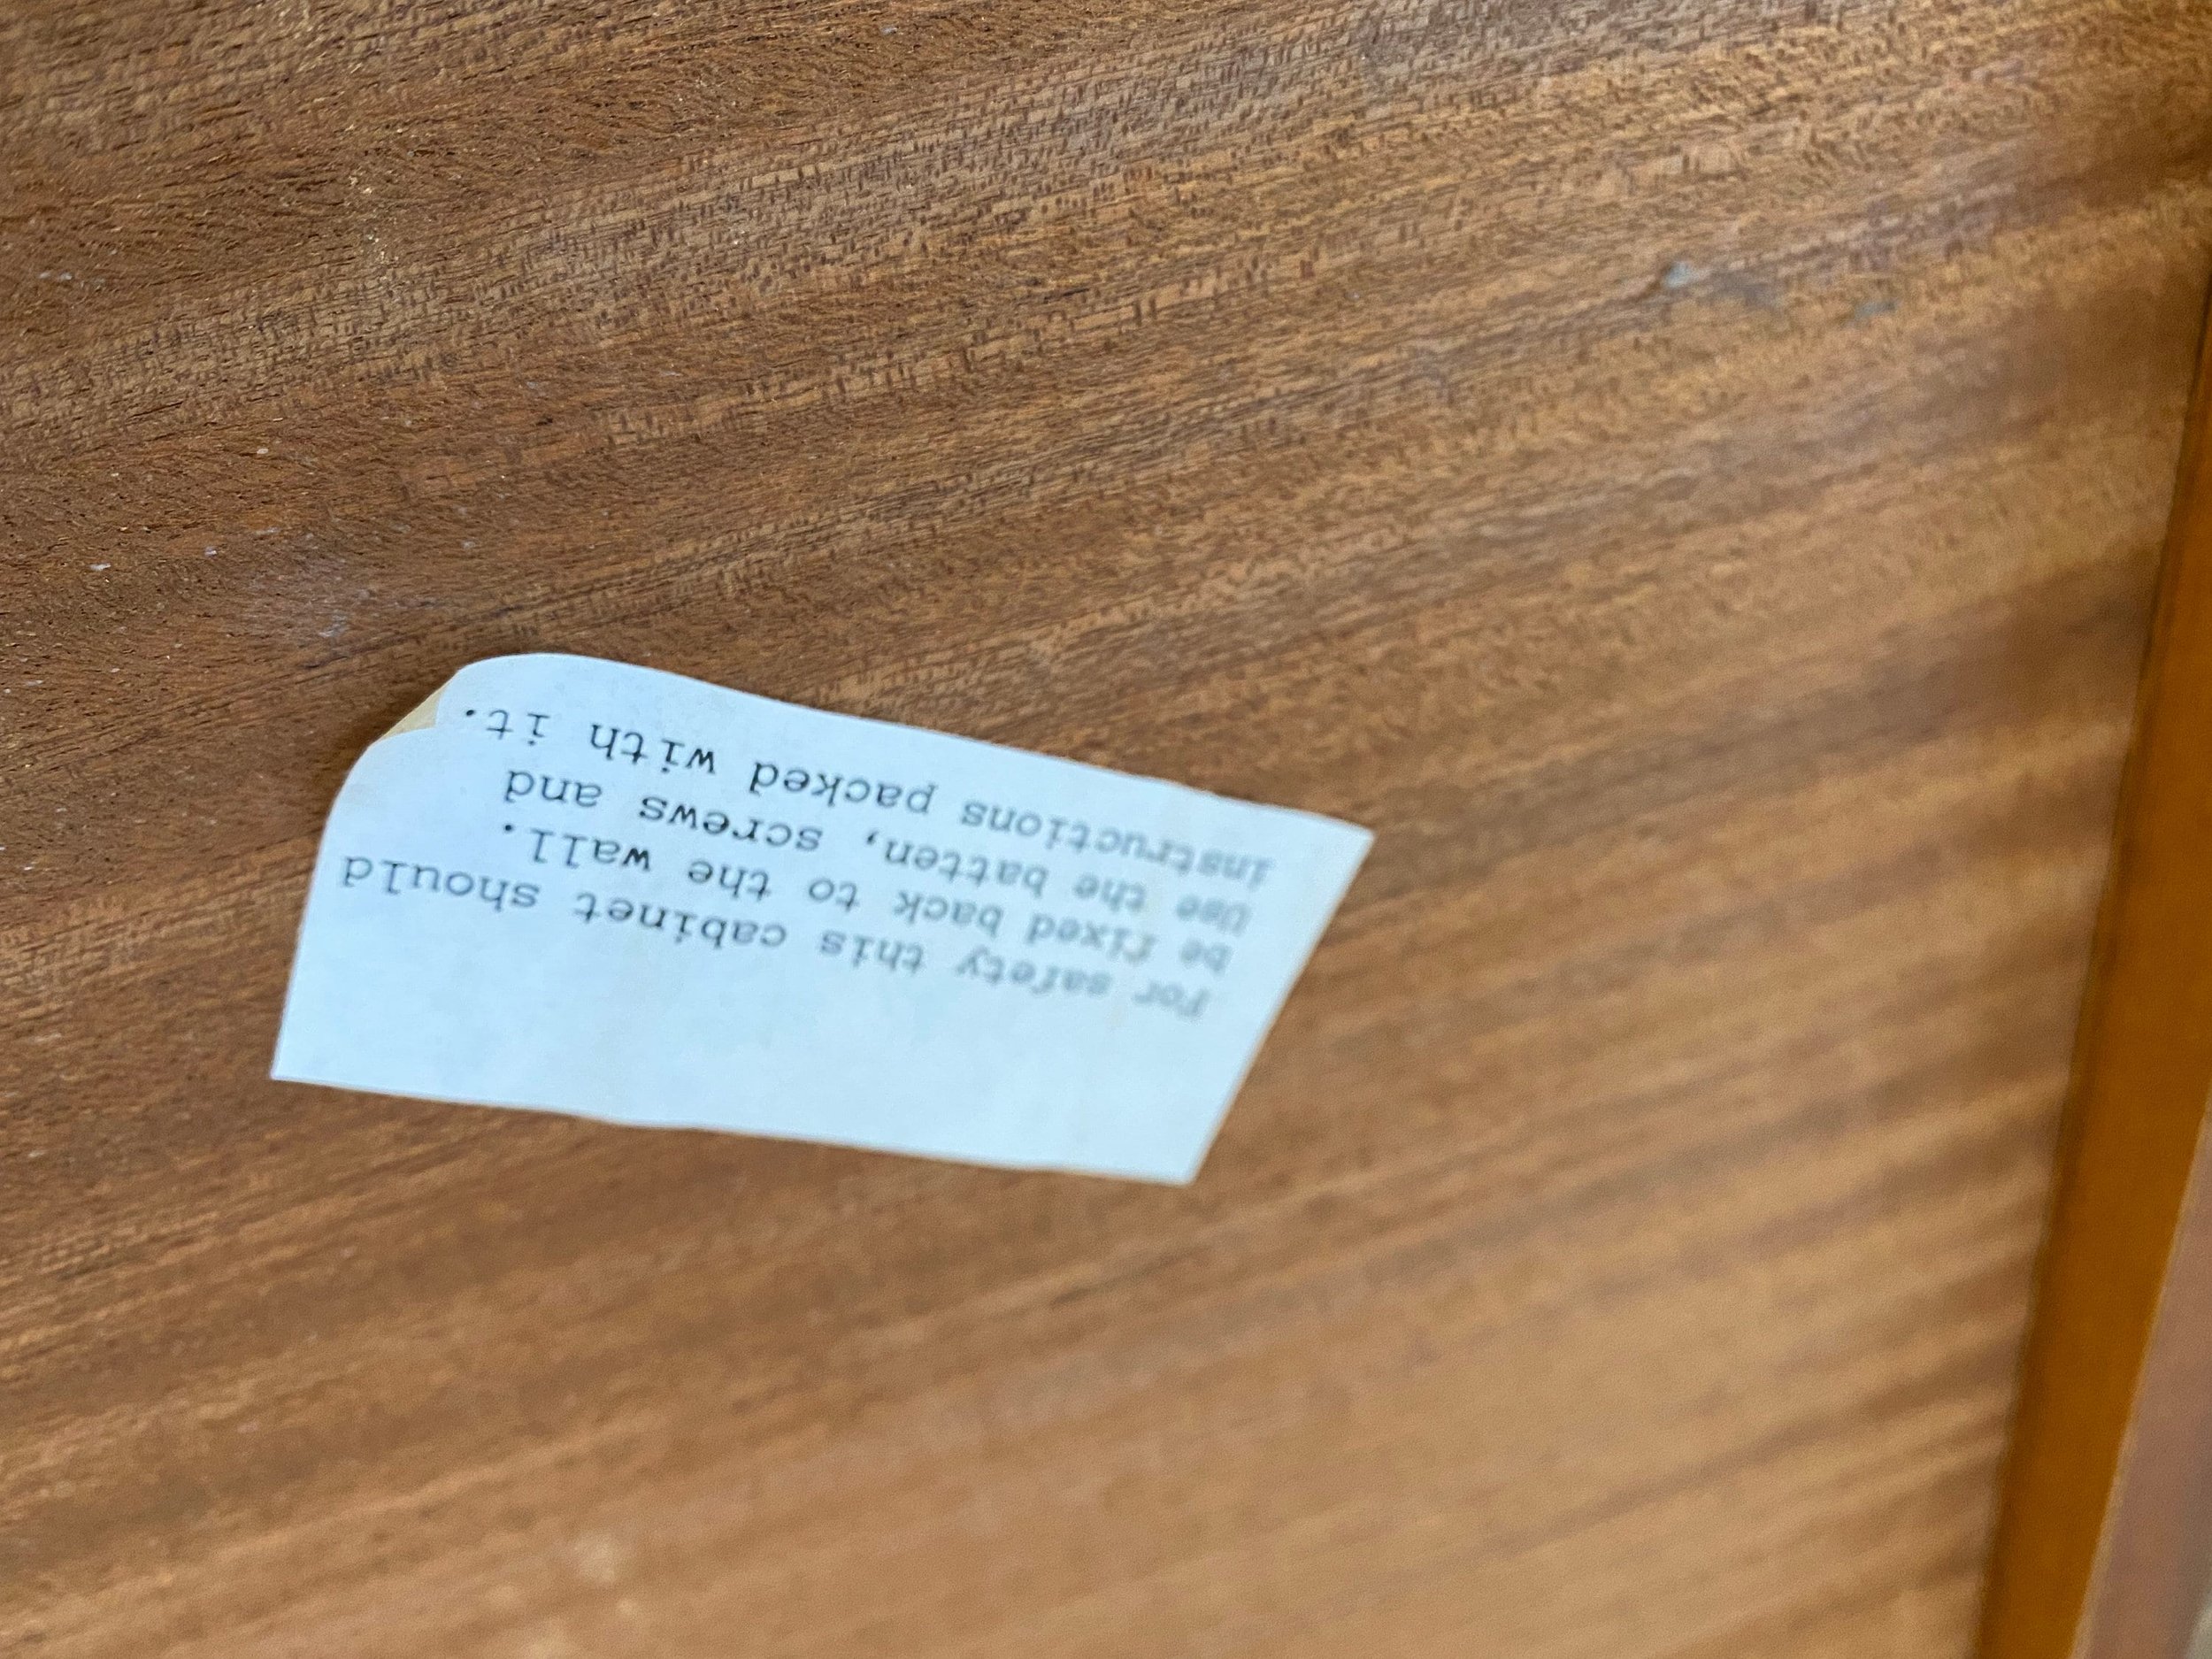 For safety this cabinet should
be fixed back to the wall.
Use the batten, screws and
instructions packed with it.